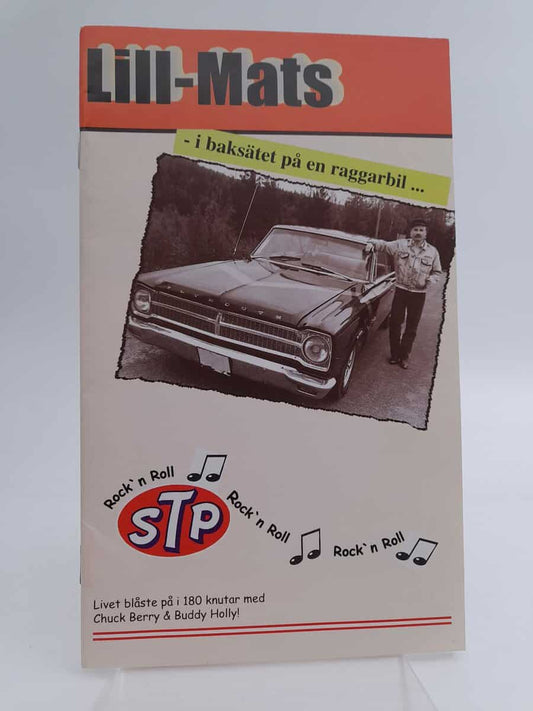 Lill-Mats
- i baksätet på en raggarbil ...
PLYMOUTH
Rock`n Roll
Rock`n Roll
Rock`n Roll
STP
Livet blåste på i 180 knutar med
Chuck Berry & Buddy Holly!